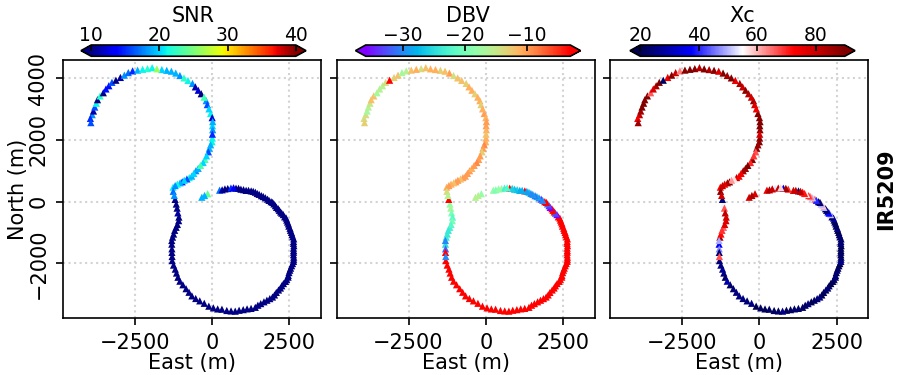 SNR DBV Xc
10 20 30 40 −30 −20 −10 20 40 60 80
4000
2000
0
−2000
North (m)
IR5209
−2500 0 2500 −2500 0 2500 −2500 0 2500
East (m) East (m) East (m)